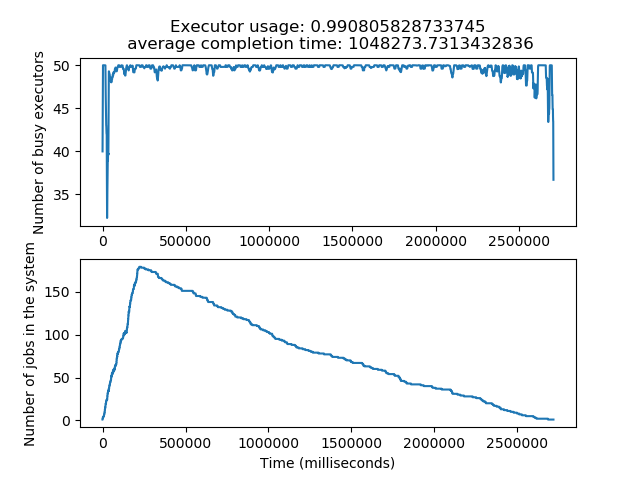 Executor usage: 0.990805828733745
average completion time: 1048273.7313432836
Number of busy executors
50
45
40
35
0 500000 1000000 1500000 2000000 2500000
Number of jobs in the system
150
100
50
0
0 500000 1000000 1500000 2000000 2500000
Time (milliseconds)